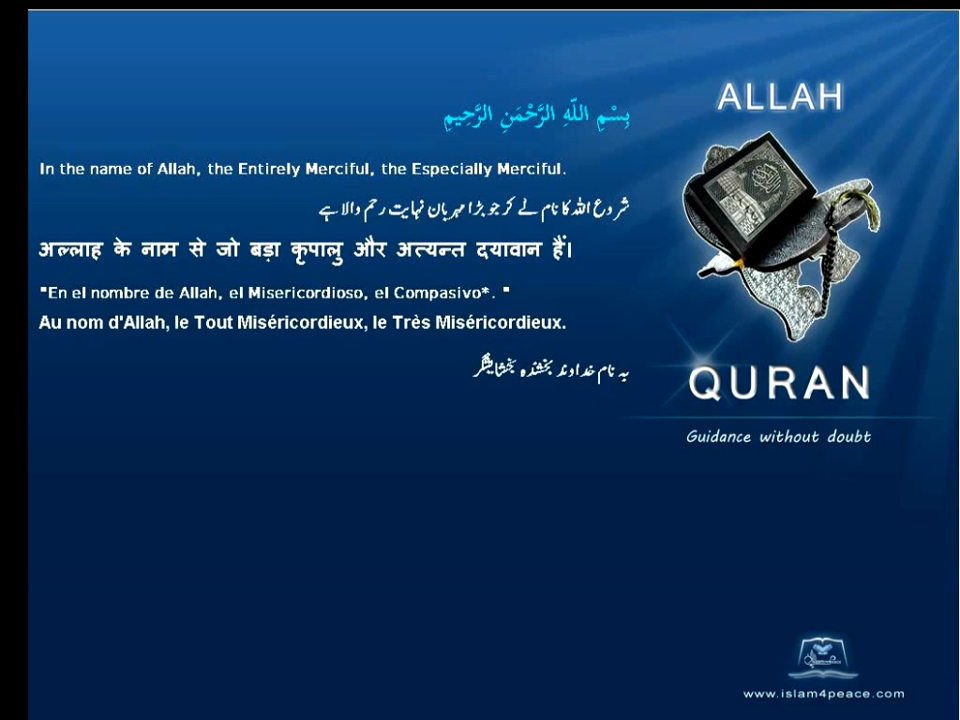 بِسْمِ اللّهِ الرَّحْمَنِ الرَّحِيمِ
In the name of Allah, the Entirely Merciful, the Especially Merciful.
شروع الله کا نام لے کر جو بڑا مہربان نہایت رحم والا ہے
अल्लाह के नाम से जो बड़ा कृपालु और अत्यन्त दयावान हैं।
"En el nombre de Allah, el Misericordioso, el Compasivo*. "
Au nom d'Allah, le Tout Miséricordieux, le Très Miséricordieux.
به نام خداوند بخشنده بخشایشگر
ALLAH
QURAN
Guidance without doubt
www.islam4peace.com